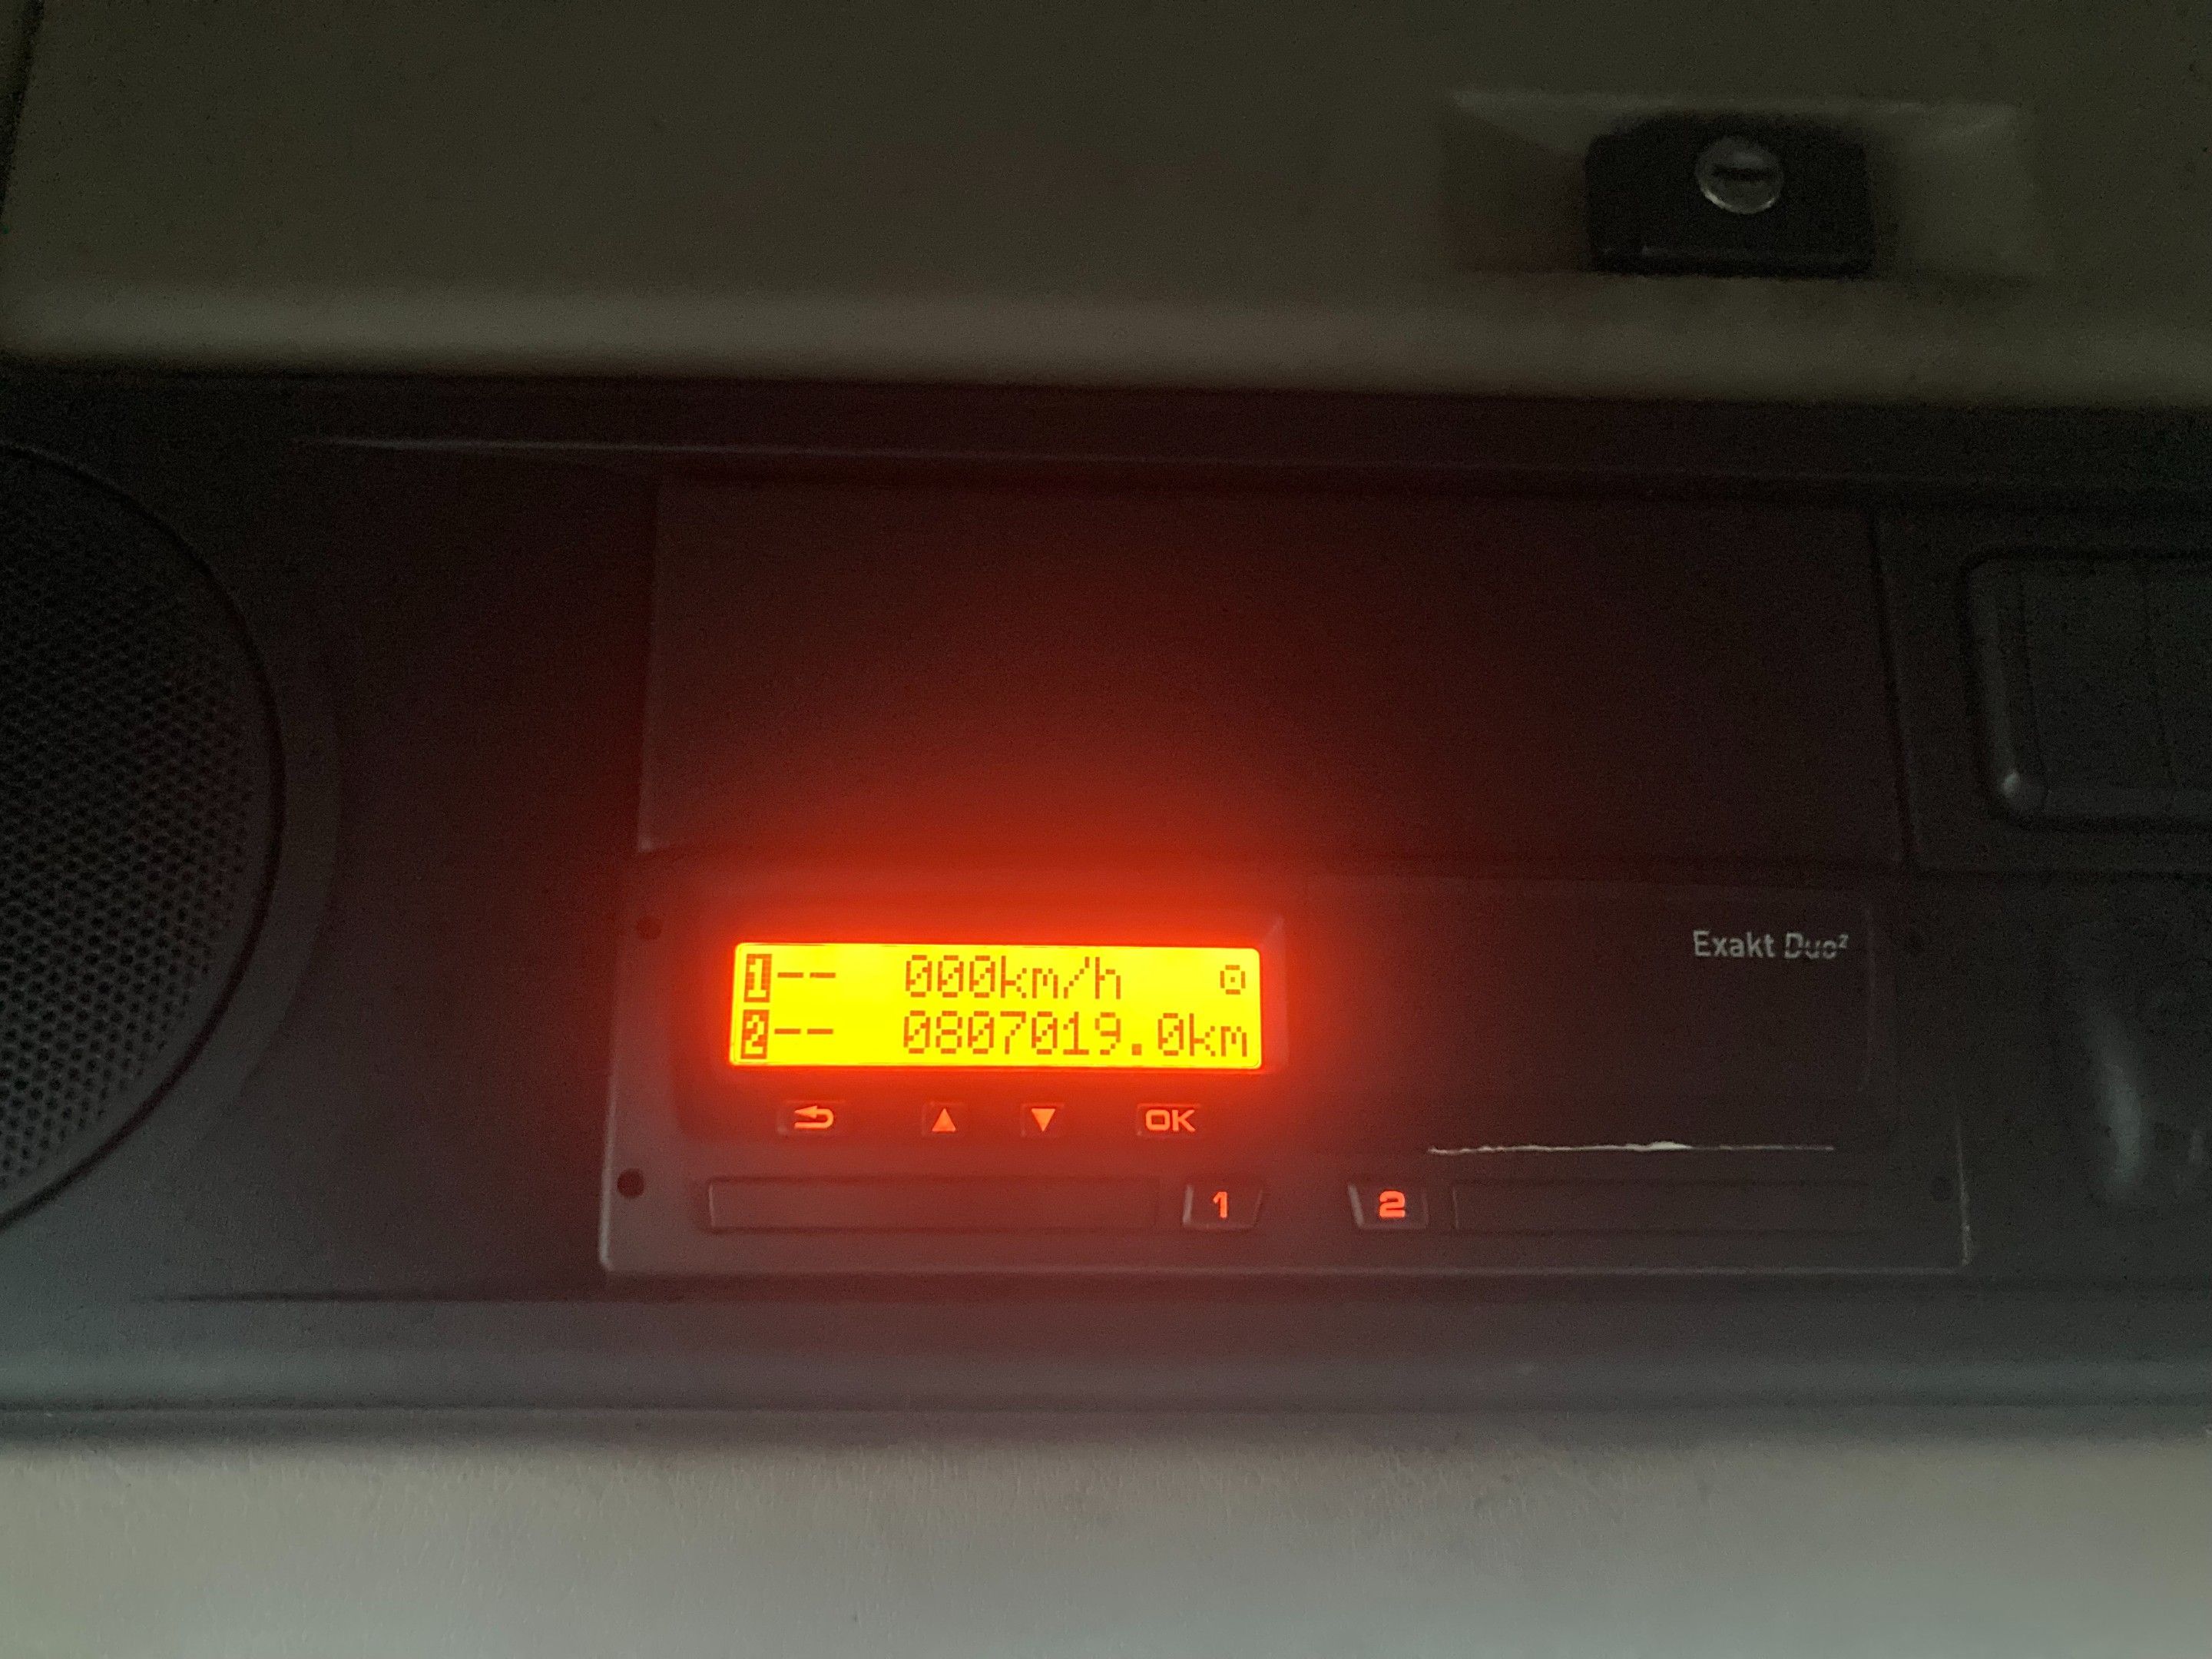 Exakt Duo²
1-- 000km/h
2-- 0807019.0km
OK
1 2